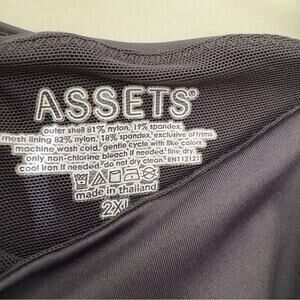 ASSETS®
outer shell 81% nylon, 19% spandex.
mesh lining 82% nylon, 18% spandex, exclusive of trims
machine wash cold, gentle cycle with like colors.
only non-chlorine bleach if needed. line dry.
cool iron if needed. do not dry clean. RN112121
made in thailand
2XL